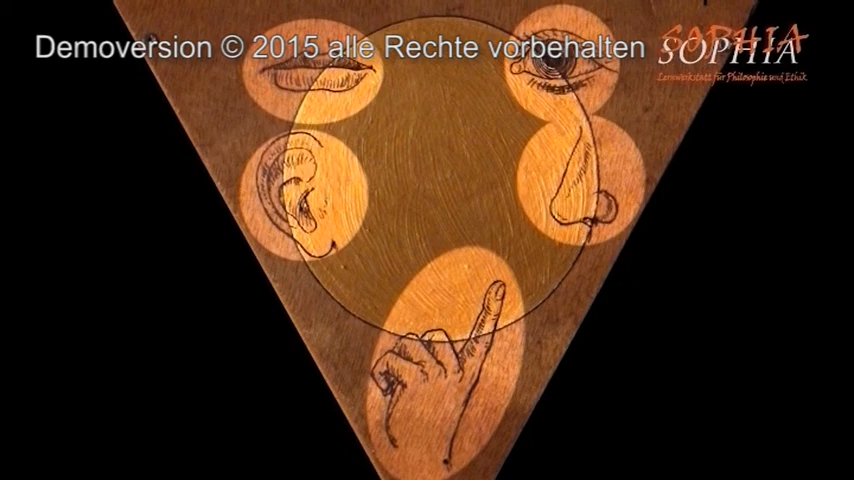 Demoversion © 2015 alle Rechte vorbehalten
SOPHIA
SOPHIA
Lernwerkstatt für Philosophie und Ethik